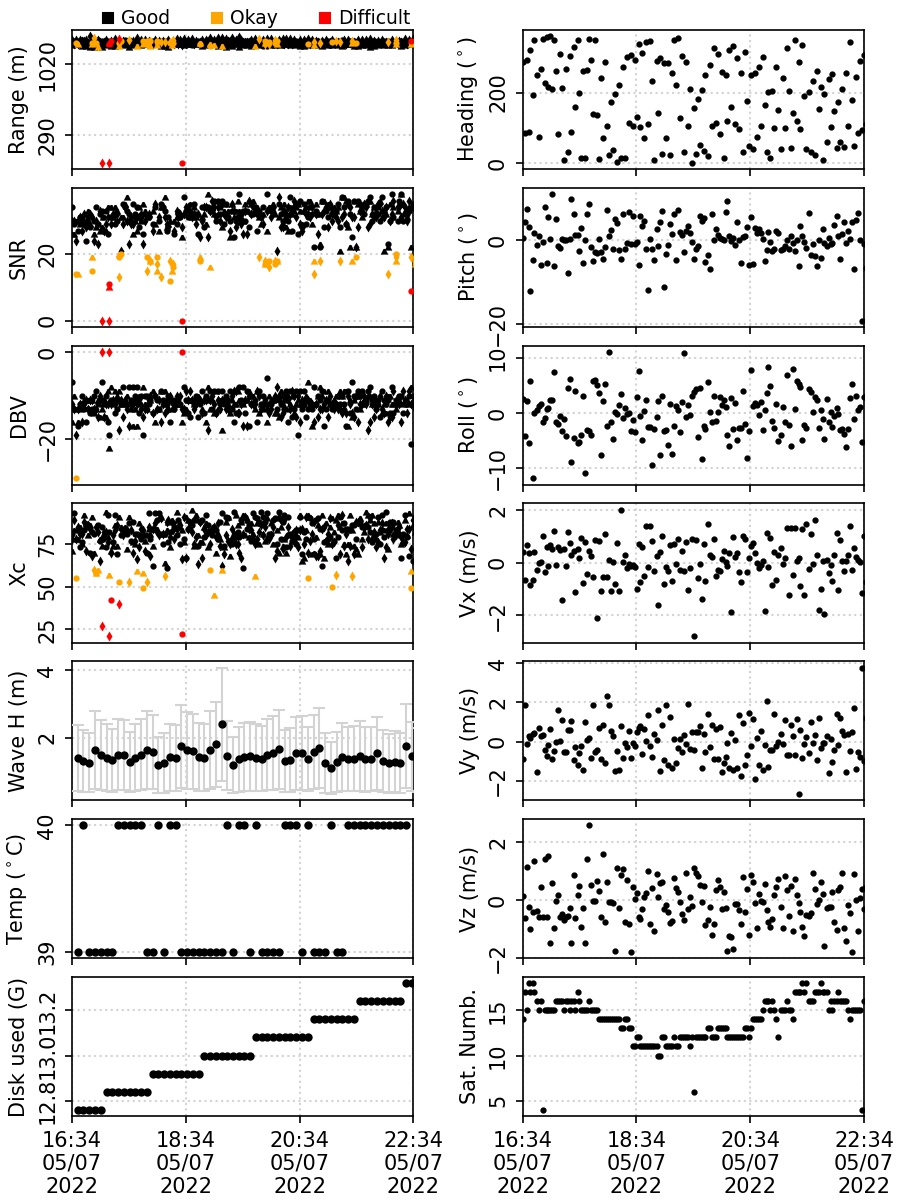 Good Okay Difficult
Range (m)
1020
290
Heading (°)
200
0
SNR
20
0
Pitch (°)
0
−20
DBV
0
−20
Roll (°)
10
0
−10
Xc
75
50
25
Vx (m/s)
2
0
−2
Wave H (m)
4
2
Vy (m/s)
4
2
0
−2
Temp (°C)
40
39
Vz (m/s)
2
0
−2
Disk used (G)
13.2
13.0
12.8
Sat. Numb.
15
10
5
16:34 18:34 20:34 22:34
05/07 05/07 05/07 05/07
2022 2022 2022 2022
16:34 18:34 20:34 22:34
05/07 05/07 05/07 05/07
2022 2022 2022 2022